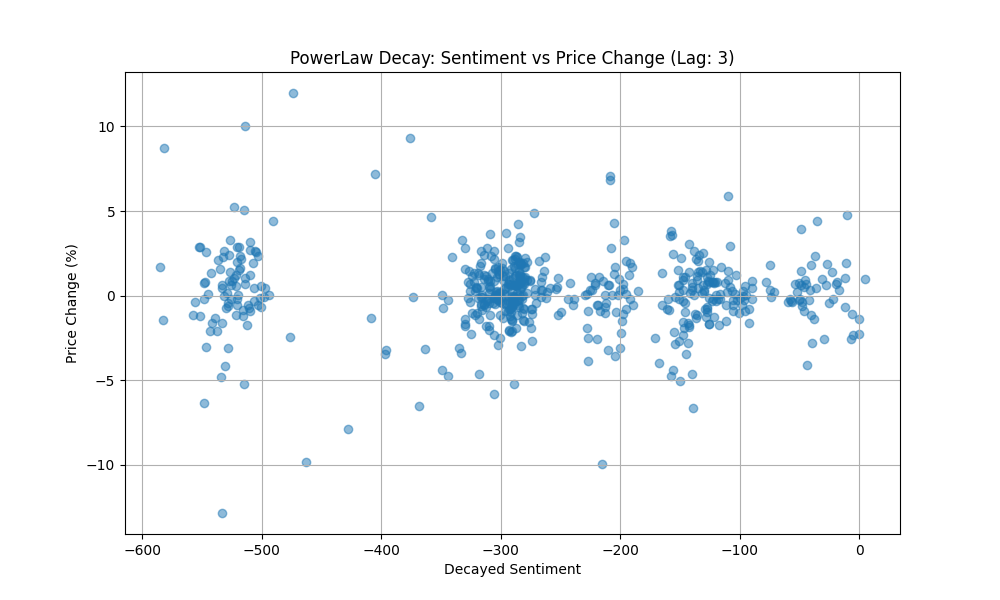 PowerLaw Decay: Sentiment vs Price Change (Lag: 3)
Price Change (%)
10
5
0
−5
−10
−600 −500 −400 −300 −200 −100 0
Decayed Sentiment